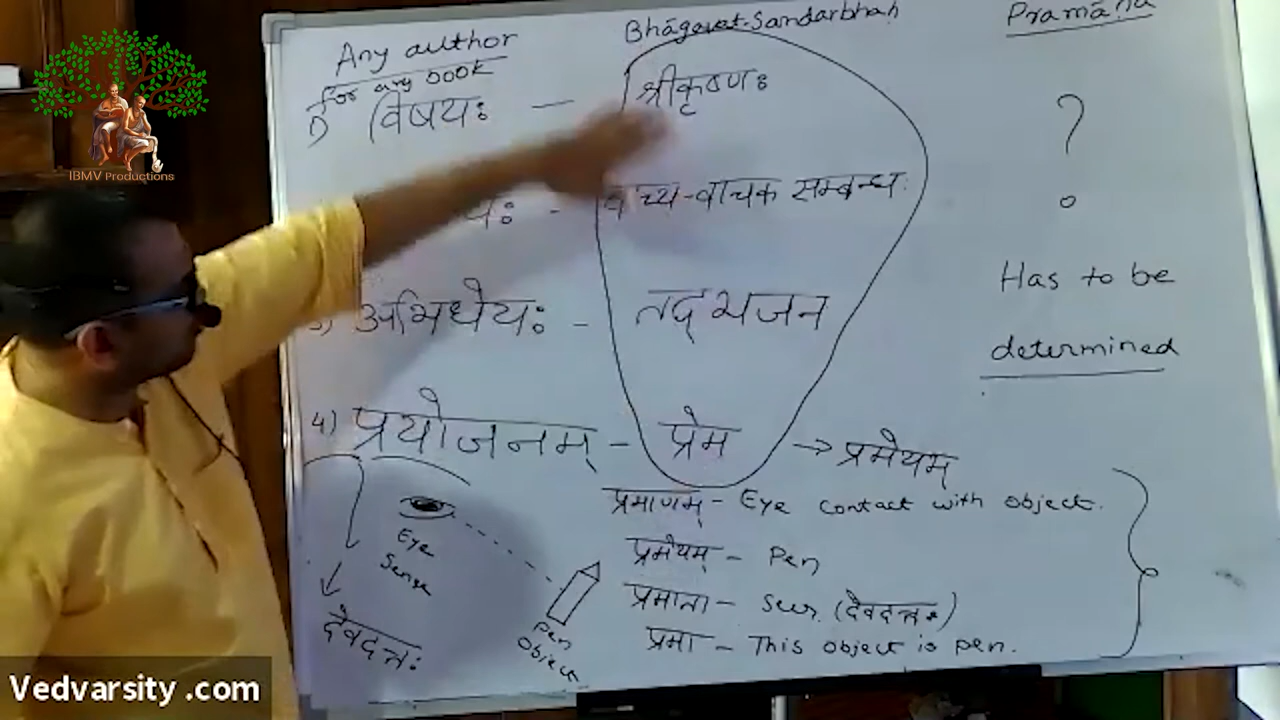 Any author
for any book
Bhāgavat-Sandarbhaḥ
Pramāṇa
1) विषयः - श्रीकृष्णः
यः - वाच्य-वाचक सम्बन्ध
?
Has to be
determined
3) अभिधेयः - तद् भजन
4) प्रयोजनम् - प्रेम → प्रमेयम्
Eye
Sense
देवदत्तः
Pen
Object
प्रमाणम् - Eye contact with object.
प्रमेयम् - Pen
प्रमाता - Seer (देवदत्तः)
प्रमा - This object is pen.
IBMV Productions
Vedvarsity .com